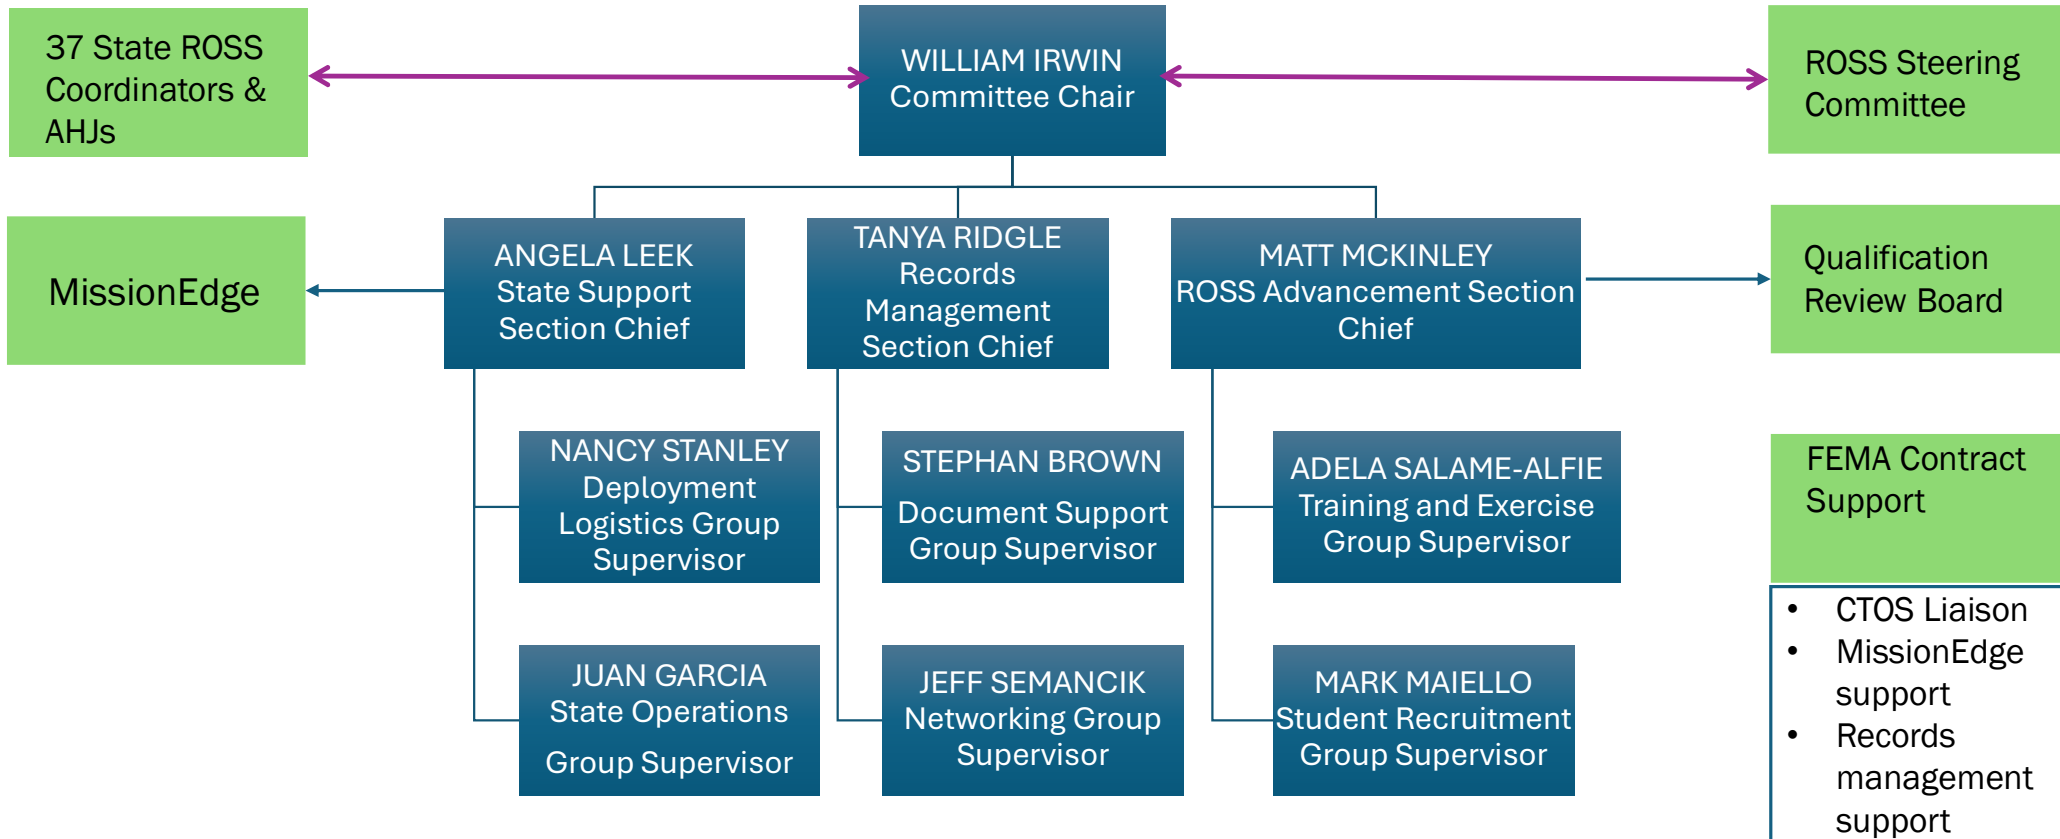 37 State ROSS
Coordinators &
AHJs
WILLIAM IRWIN
Committee Chair
ROSS Steering
Committee
MissionEdge
ANGELA LEEK
State Support
Section Chief
TANYA RIDGLE
Records
Management
Section Chief
MATT MCKINLEY
ROSS Advancement Section
Chief
Qualification
Review Board
NANCY STANLEY
Deployment
Logistics Group
Supervisor
STEPHAN BROWN
Document Support
Group Supervisor
ADELA SALAME-ALFIE
Training and Exercise
Group Supervisor
FEMA Contract
Support
JUAN GARCIA
State Operations
Group Supervisor
JEFF SEMANCIK
Networking Group
Supervisor
MARK MAIELLO
Student Recruitment
Group Supervisor
• CTOS Liaison
• MissionEdge
support
• Records
management
support